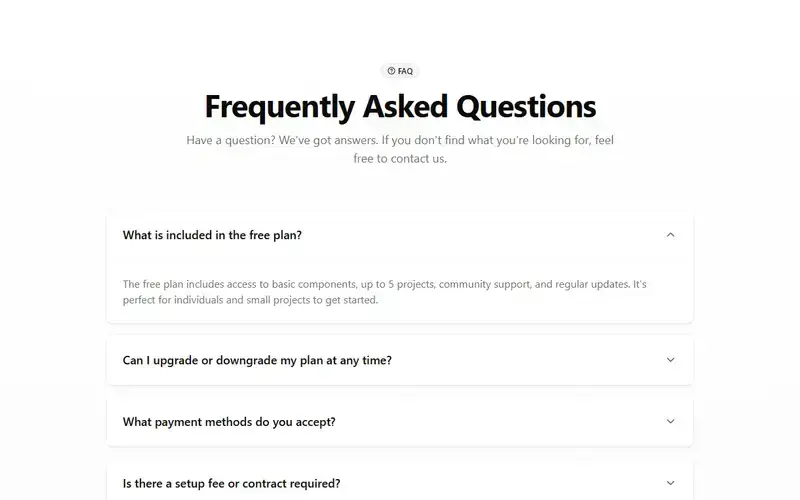 FAQ
Frequently Asked Questions
Have a question? We've got answers. If you don't find what you're looking for, feel
free to contact us.
What is included in the free plan?
The free plan includes access to basic components, up to 5 projects, community support, and regular updates. It's
perfect for individuals and small projects to get started.
Can I upgrade or downgrade my plan at any time?
What payment methods do you accept?
Is there a setup fee or contract required?